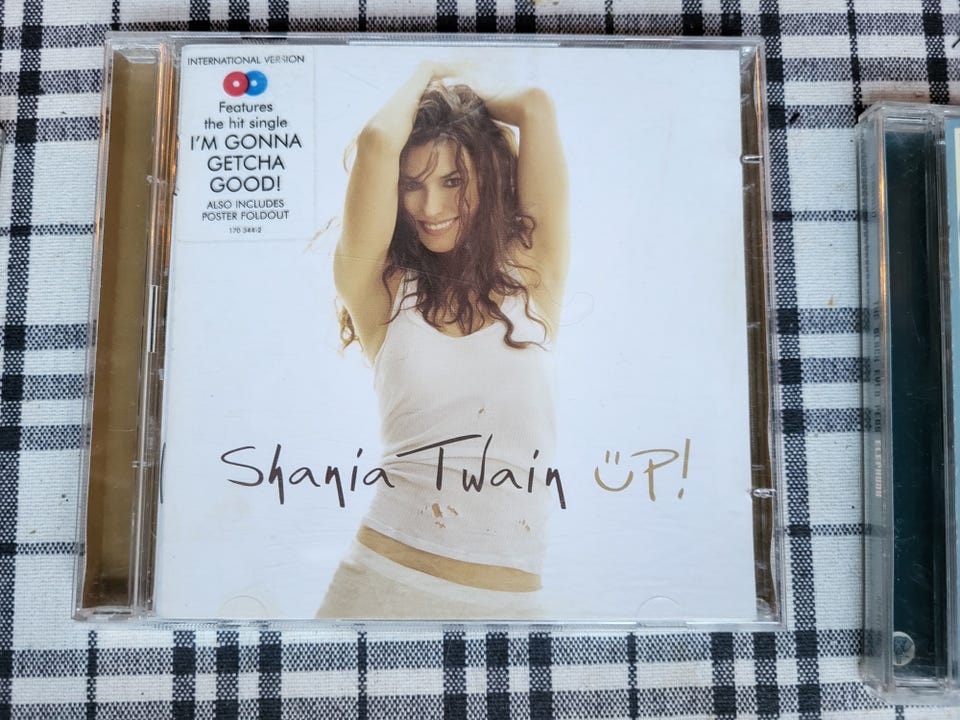 INTERNATIONAL VERSION
Features
the hit single
I'M GONNA
GETCHA
GOOD!
ALSO INCLUDES
POSTER FOLDOUT
170 344-2
Shania Twain UP!
ELEPHUNK